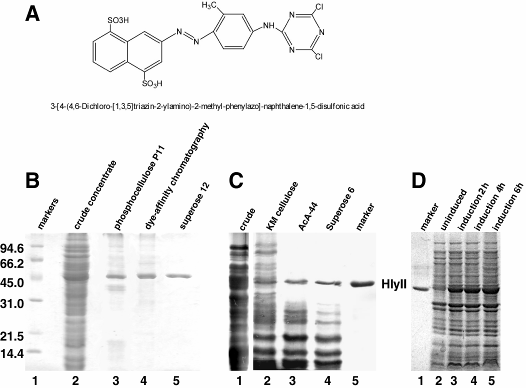 A
SO₃H
H₃C
NH
N
N
N
Cl
Cl
N
N
SO₃H
3-[4-(4,6-Dichloro-[1,3,5]triazin-2-ylamino)-2-methyl-phenylazo]-naphthalene-1,5-disulfonic acid
B
markers
crude concentrate
phosphocellulose P11
dye-affinity chromatography
superose 12
94.6
66.2
45.0
31.0
21.5
14.4
1 2 3 4 5
C
crude
KM cellulose
AcA-44
Superose 6
marker
HlyII
1 2 3 4 5
D
marker
uninduced
induction 2h
induction 4h
induction 6h
1 2 3 4 5